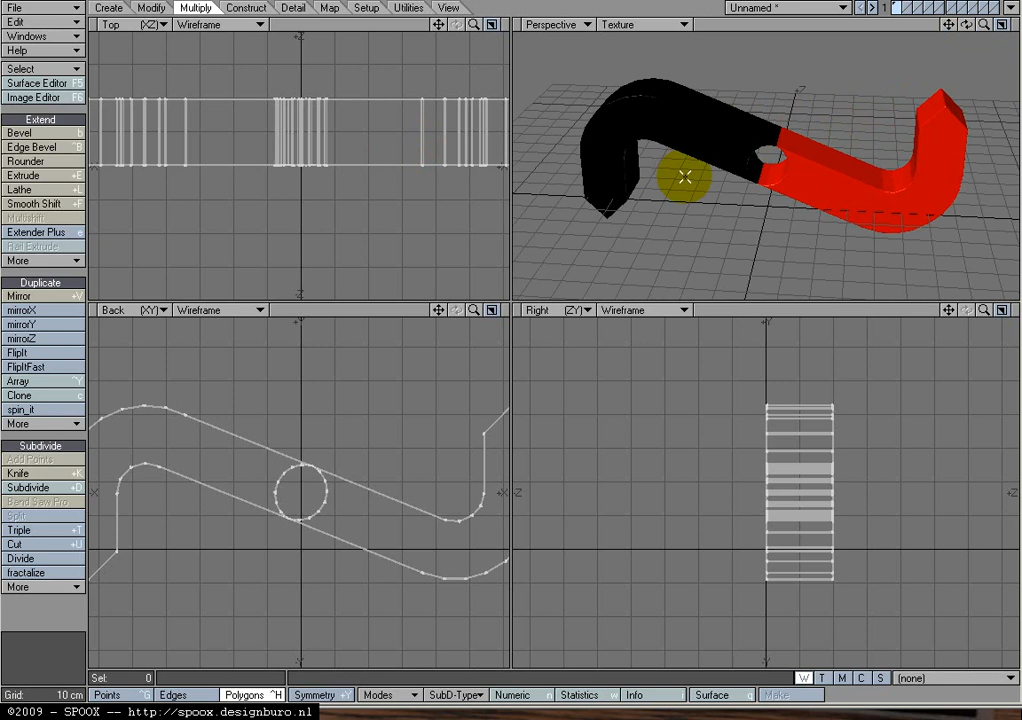 File
Edit
Windows
Help
Select
Surface Editor F5
Image Editor F6
Extend
Bevel b
Edge Bevel ^B
Rounder
Extrude +E
Lathe +L
Smooth Shift +F
Multishift
Extender Plus e
Rail Extrude
More
Duplicate
Mirror +V
mirrorX
mirrorY
mirrorZ
FlipIt
FlipItFast
Array ^Y
Clone c
spin_it
More
Subdivide
Add Points
Knife +K
Subdivide +D
Band Saw Pro
Split
Triple +T
Cut +U
Divide
fractalize
More
Grid: 10 cm
Create Modify Multiply Construct Detail Map Setup Utilities View Unnamed * 1
Top (XZ) Wireframe
Perspective Texture
Back (XY) Wireframe
Right (ZY) Wireframe
Sel: 0 W T M C S (none)
Points ^G Edges Polygons ^H Symmetry +Y Modes SubD-Type Numeric n Statistics w Info i Surface q Make
©2009 - SPOOX -- http://spoox.designburo.nl